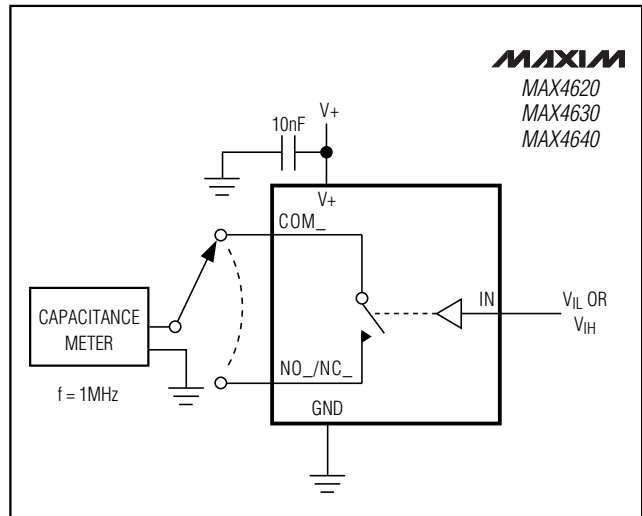 MAXIM
MAX4620
MAX4630
MAX4640
V+
10nF
V+
COM_
IN
VIL OR
VIH
CAPACITANCE
METER
NO_/NC_
f = 1MHz
GND